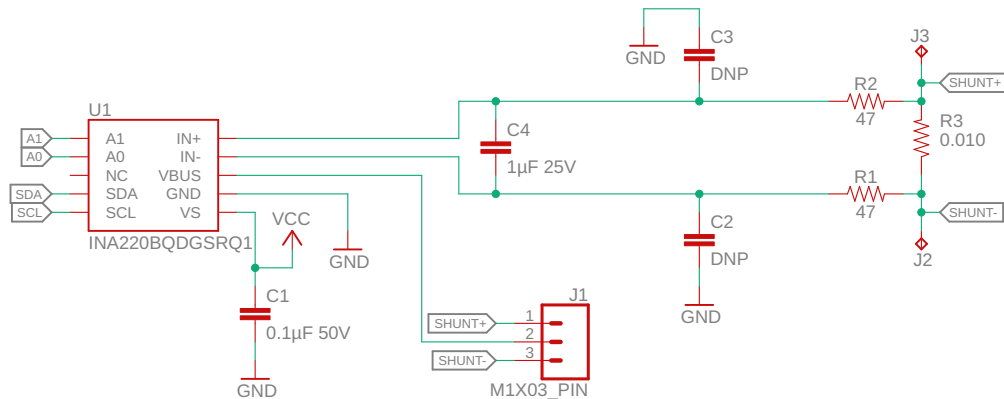 J3
C3
GND
DNP
SHUNT+
R2
47
U1
R3
0.010
A1
A1
IN+
C4
A0
A0
IN-
1µF 25V
NC
VBUS
R1
47
SDA
SDA
GND
SCL
SCL
VS
SHUNT-
VCC
C2
DNP
INA220BQDGSRQ1
GND
J2
C1
0.1µF 50V
J1
GND
SHUNT+
1
2
SHUNT-
3
GND
M1X03_PIN